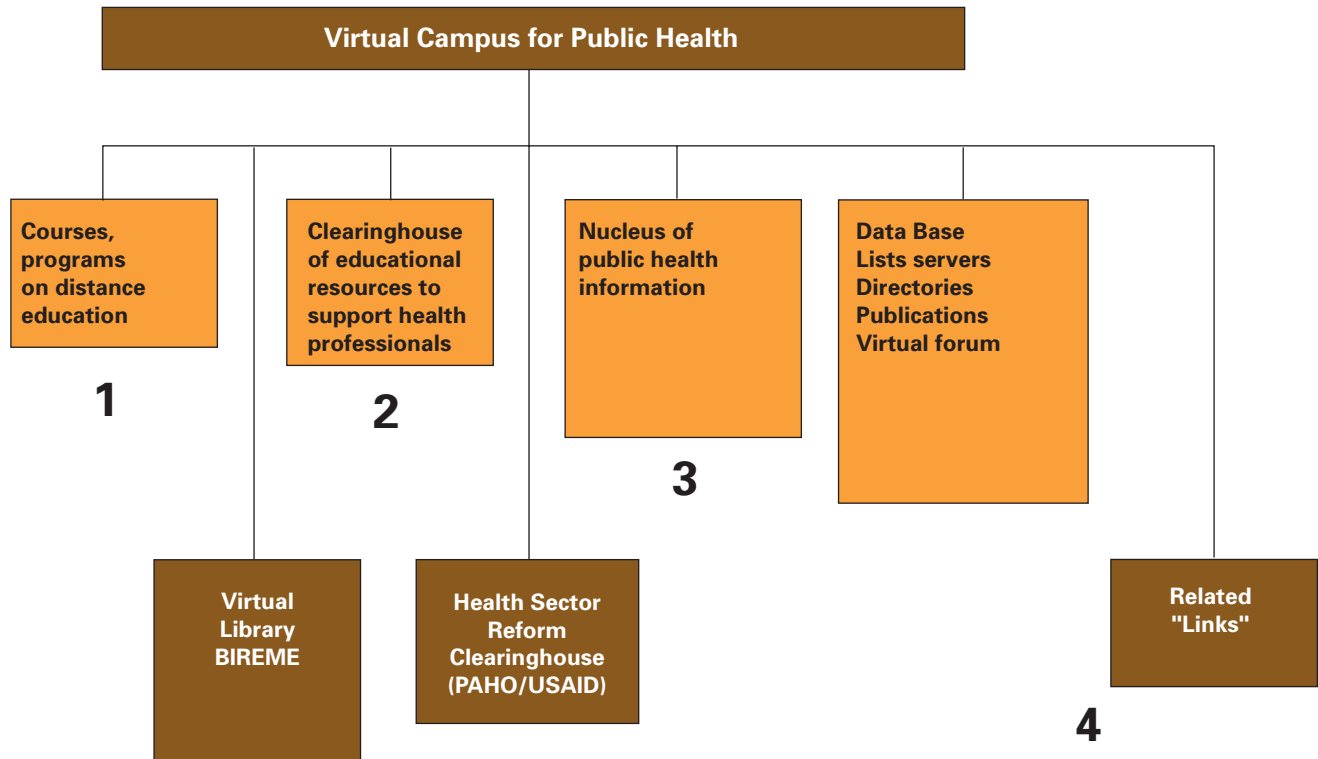 Virtual Campus for Public Health
Courses,
programs
on distance
education
1
Clearinghouse
of educational
resources to
support health
professionals
2
Nucleus of
public health
information
3
Data Base
Lists servers
Directories
Publications
Virtual forum
Virtual
Library
BIREME
Health Sector
Reform
Clearinghouse
(PAHO/USAID)
Related
"Links"
4